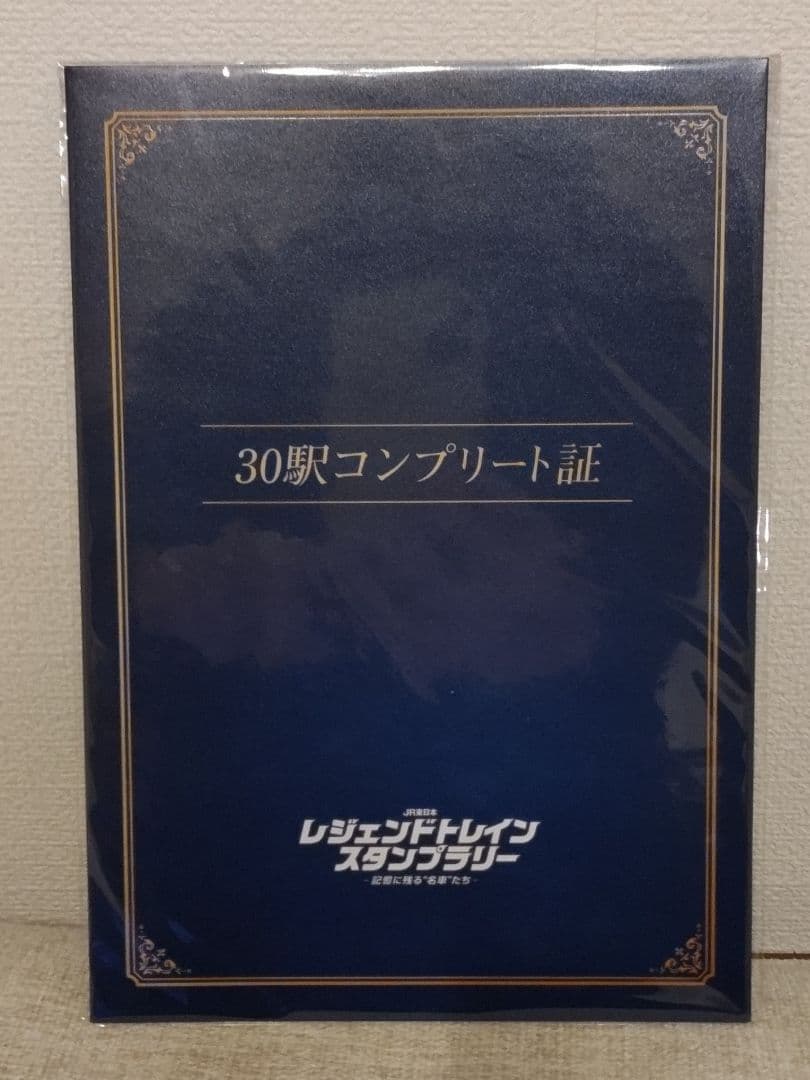 30駅コンプリート証
JR東日本
レジェンドトレイン
スタンプラリー
-記憶に残る“名車”たち-